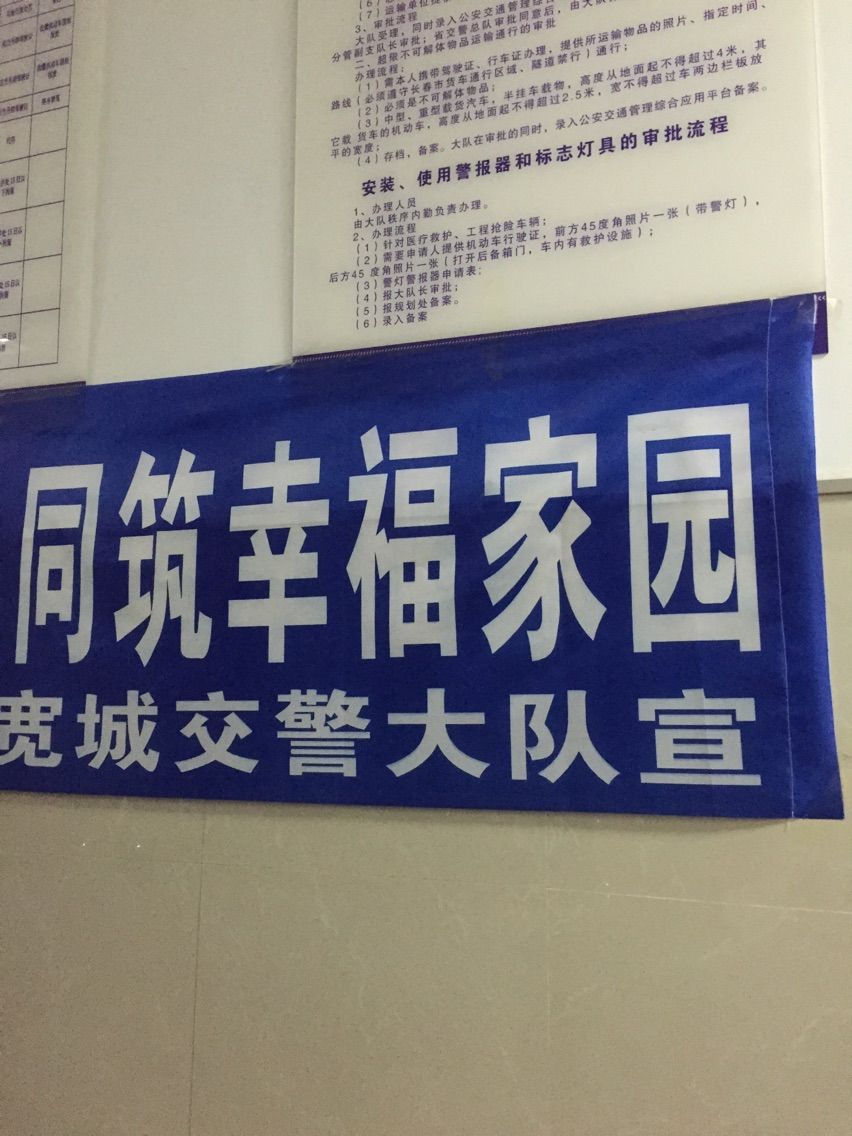 (7)运输单位提
3、审批流程
大队受理,同时录入公安交通管理综合
分管副支队长审批;省交警总队审批同意后,由大队
二、超限不可解体物品运输通行的审批
办理流程:
(1)需本人携带驾驶证、行车证办理,提供所运输物品的照片、指定时间、
路线(必须遵守长春市货车通行区域、隧道禁行)通行;
(2)必须是不可解体物品;
(3)中型、重型载货汽车,半挂车载物,高度从地面起不得超过4米,其
它载 货车的机动车,高度从地面起不得超过2.5米,宽不得超过车两边栏板放
平的宽度;
(4)存档,备案。大队在审批的同时,录入公安交通管理综合应用平台备案。
安装、使用警报器和标志灯具的审批流程
1、办理人员
由大队秩序内勤负责办理。
2、办理流程
(1)针对医疗救护、工程抢险车辆;
(2)需要申请人提供机动车行驶证,前方45度角照片一张(带警灯),
后方45 度角照片一张(打开后备箱门,车内有救护设施);
(3)警灯警报器申请表;
(4)报大队长审批;
(5)报规划处备案。
(6)录入备案
同筑幸福家园
宽城交警大队宣